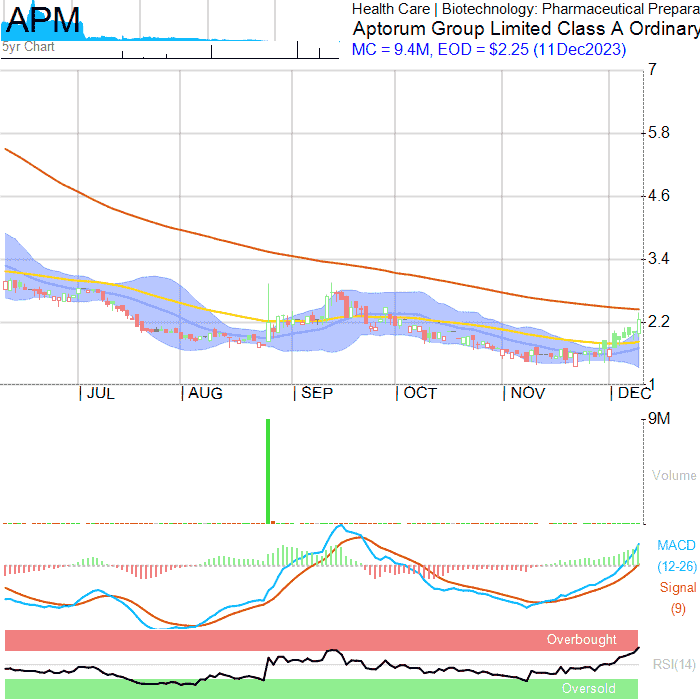 APM
5yr Chart
Health Care | Biotechnology: Pharmaceutical Prepara
Aptorum Group Limited Class A Ordinary
MC = 9.4M, EOD = $2.25 (11Dec2023)
7
5.8
4.6
3.4
2.2
1
JUL AUG SEP OCT NOV DEC
9M
Volume
MACD
(12-26)
Signal
(9)
Overbought
RSI(14)
Oversold